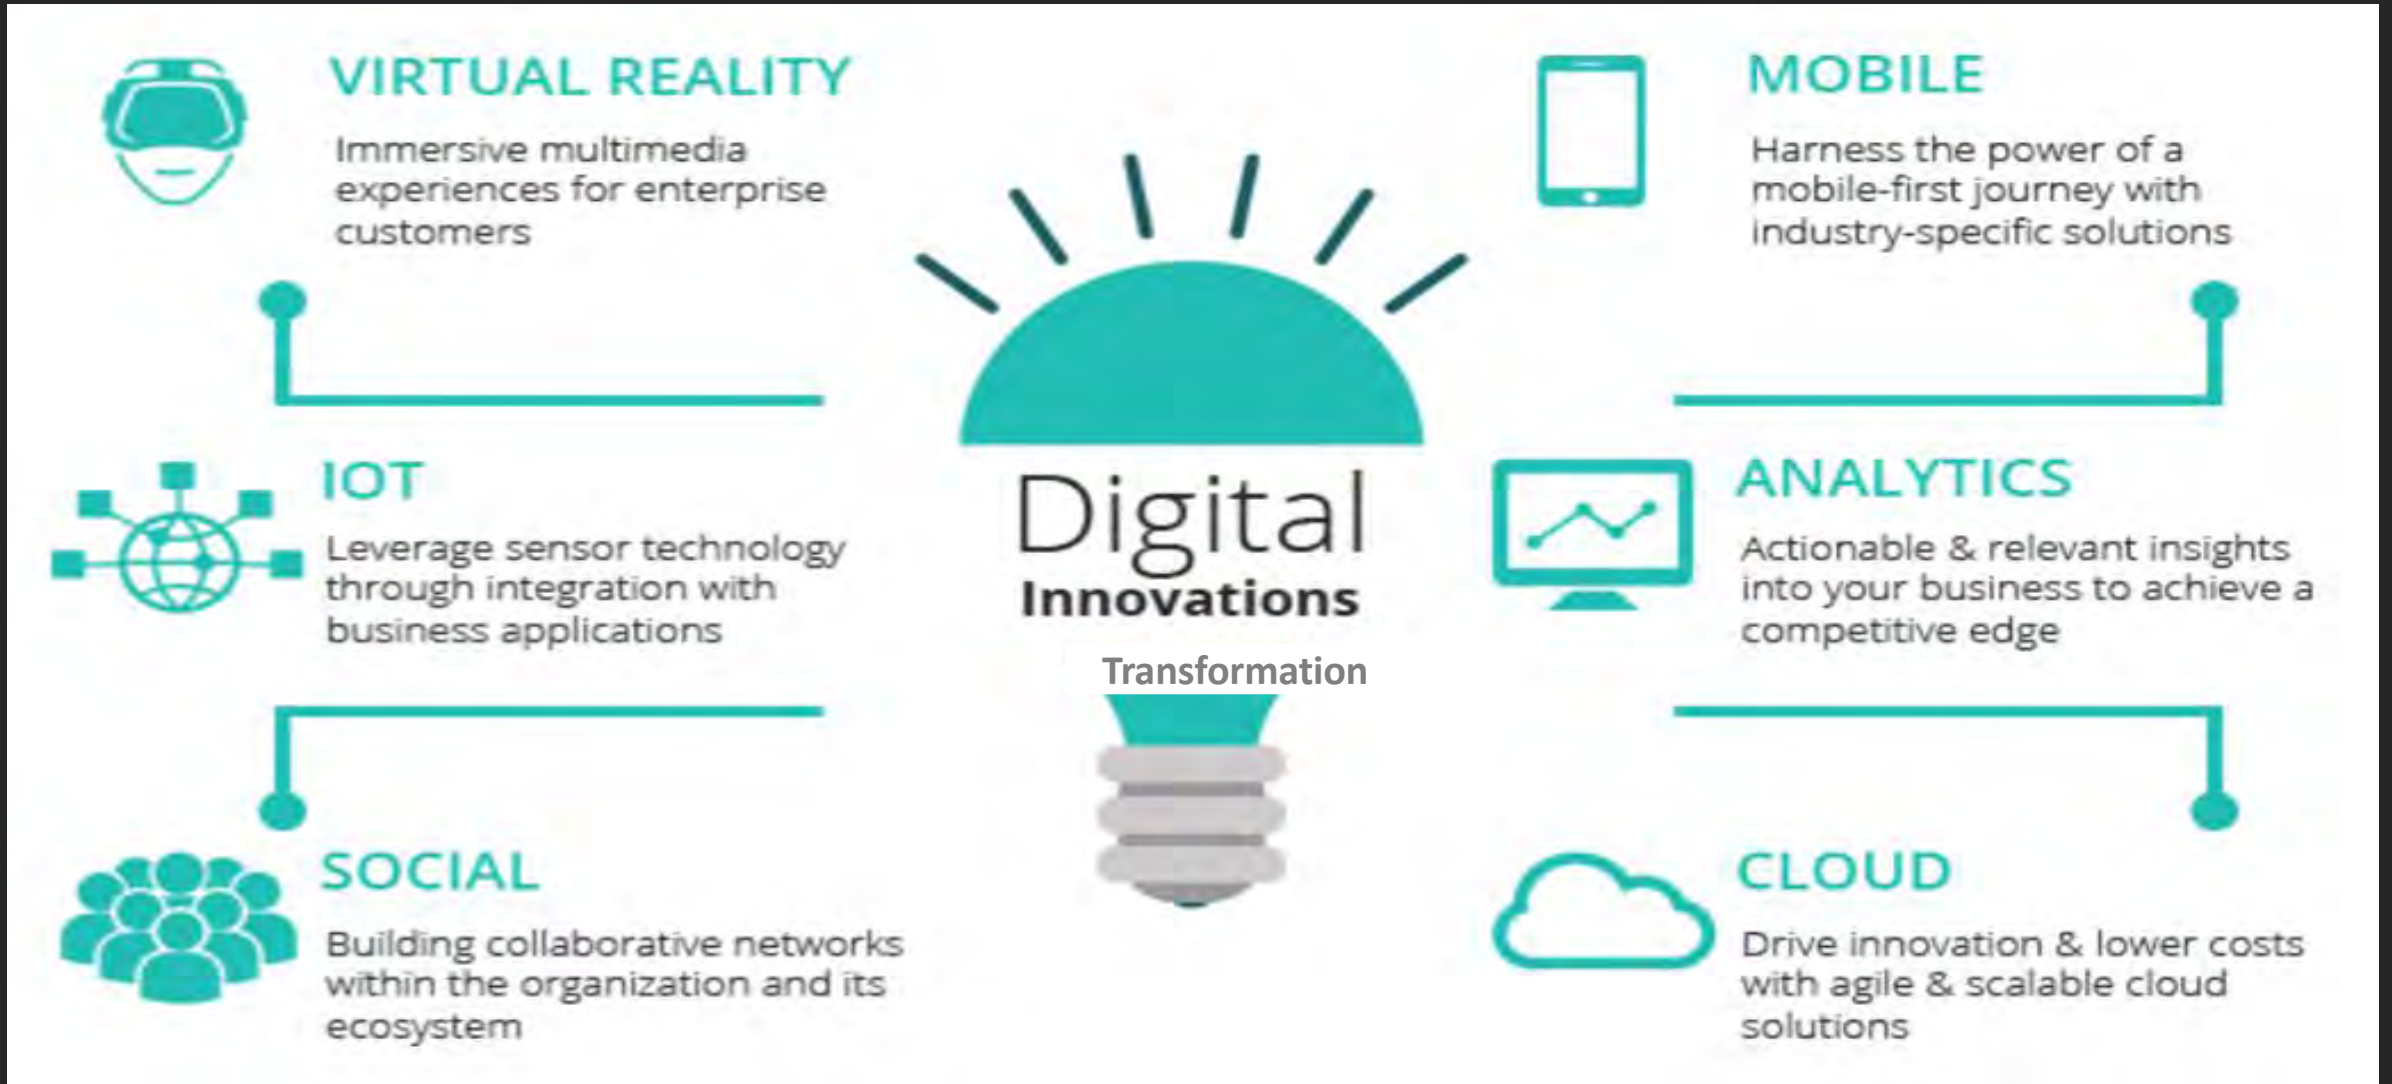 VIRTUAL REALITY
Immersive multimedia
experiences for enterprise
customers
IOT
Leverage sensor technology
through integration with
business applications
SOCIAL
Building collaborative networks
within the organization and its
ecosystem
Digital
Innovations
Transformation
MOBILE
Harness the power of a
mobile-first journey with
industry-specific solutions
ANALYTICS
Actionable & relevant insights
into your business to achieve a
competitive edge
CLOUD
Drive innovation & lower costs
with agile & scalable cloud
solutions